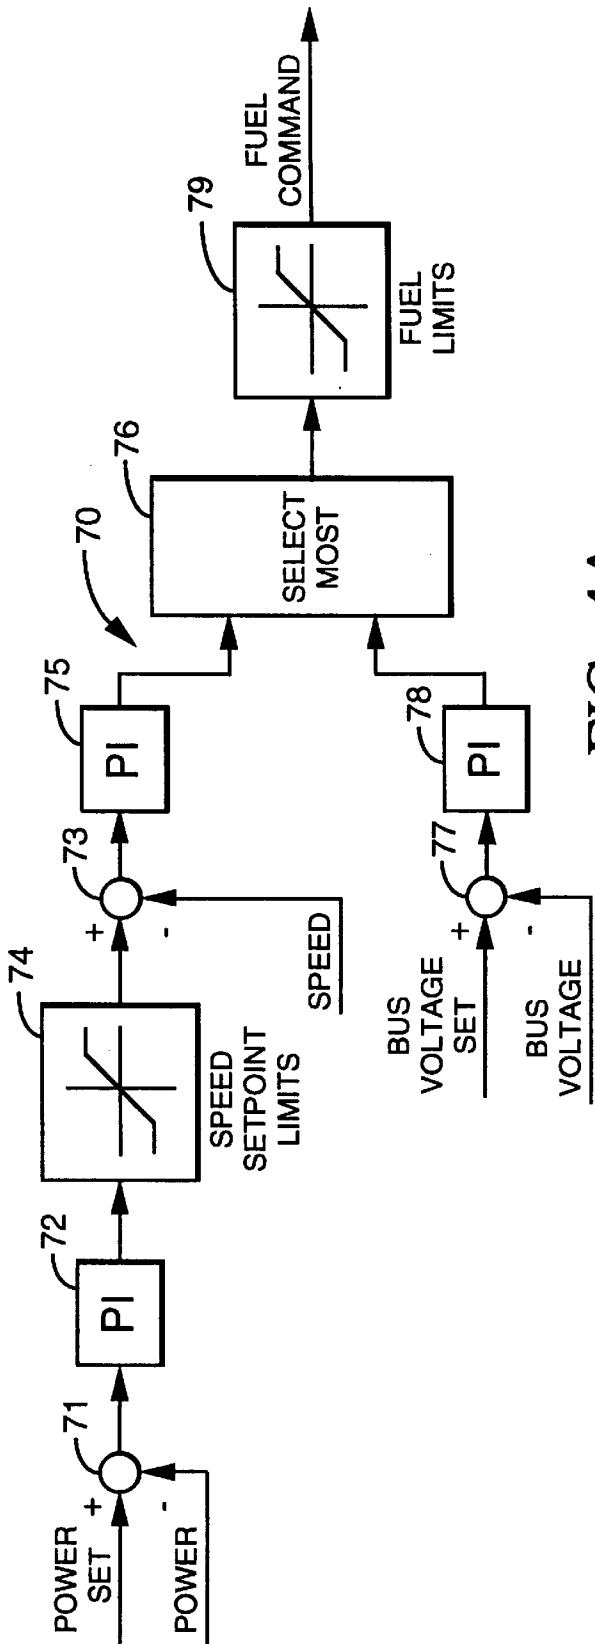 POWER
SET
+
-
POWER
71
PI
72
SPEED
SETPOINT
LIMITS
74
+
-
73
SPEED
PI
75
70
BUS
VOLTAGE
SET
+
-
BUS
VOLTAGE
77
PI
78
SELECT
MOST
76
FUEL
LIMITS
79
FUEL
COMMAND